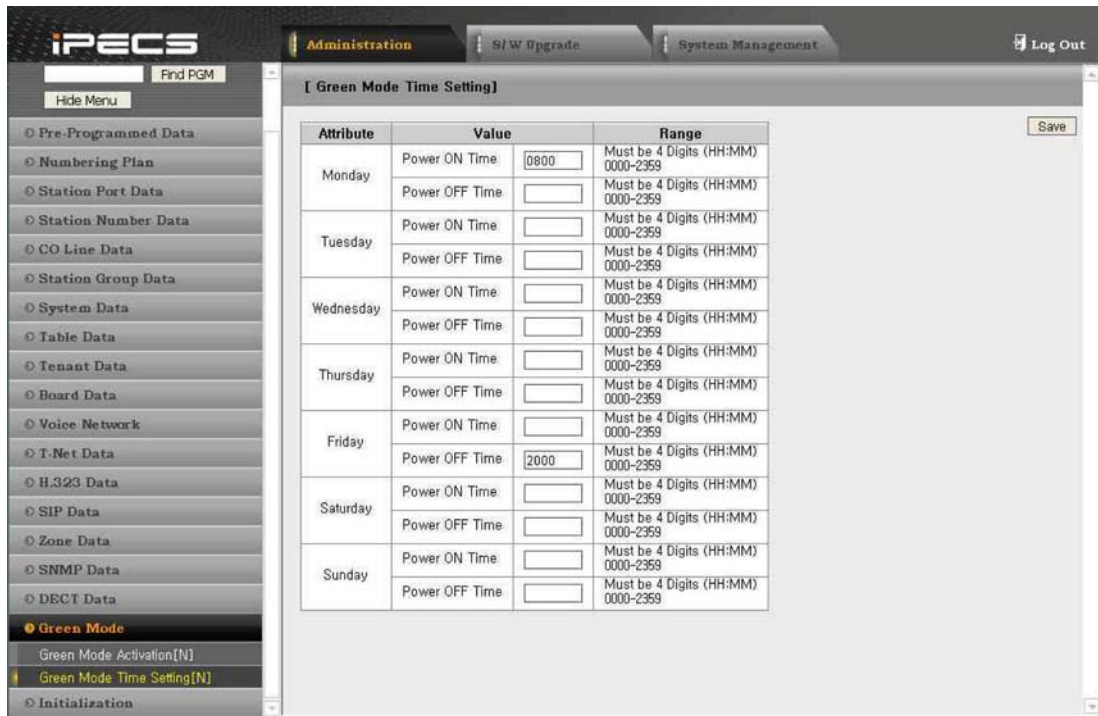 iPECS
Administration
S/W Upgrade
System Management
Log Out
Find PGM
Hide Menu
[ Green Mode Time Setting]
Save
Pre-Programmed Data
Numbering Plan
Station Port Data
Station Number Data
CO Line Data
Station Group Data
System Data
Table Data
Tenant Data
Board Data
Voice Network
T-Net Data
H.323 Data
SIP Data
Zone Data
SNMP Data
DECT Data
Green Mode
Green Mode Activation[N]
Green Mode Time Setting[N]
Initialization
Attribute Value Range
Monday
Power ON Time 0800 Must be 4 Digits (HH:MM)
0000-2359
Power OFF Time Must be 4 Digits (HH:MM)
0000-2359
Tuesday
Power ON Time Must be 4 Digits (HH:MM)
0000-2359
Power OFF Time Must be 4 Digits (HH:MM)
0000-2359
Wednesday
Power ON Time Must be 4 Digits (HH:MM)
0000-2359
Power OFF Time Must be 4 Digits (HH:MM)
0000-2359
Thursday
Power ON Time Must be 4 Digits (HH:MM)
0000-2359
Power OFF Time Must be 4 Digits (HH:MM)
0000-2359
Friday
Power ON Time Must be 4 Digits (HH:MM)
0000-2359
Power OFF Time 2000 Must be 4 Digits (HH:MM)
0000-2359
Saturday
Power ON Time Must be 4 Digits (HH:MM)
0000-2359
Power OFF Time Must be 4 Digits (HH:MM)
0000-2359
Sunday
Power ON Time Must be 4 Digits (HH:MM)
0000-2359
Power OFF Time Must be 4 Digits (HH:MM)
0000-2359